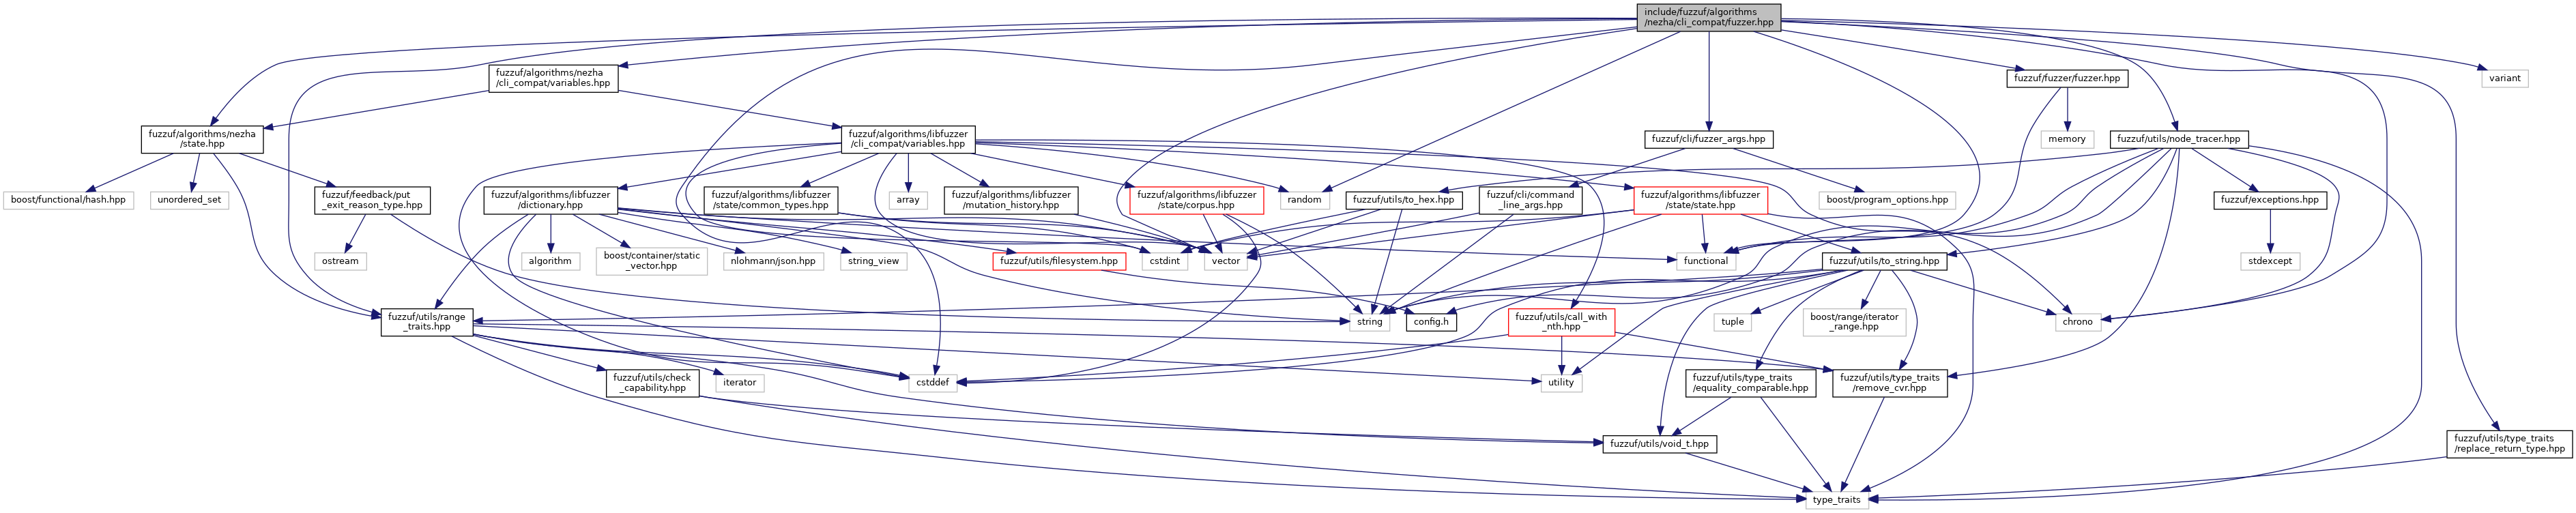 include/fuzzuf/algorithms
/nezha/cli_compat/fuzzer.hpp
fuzzuf/algorithms/nezha
/cli_compat/variables.hpp
fuzzuf/fuzzer/fuzzer.hpp
variant
fuzzuf/algorithms/nezha
/state.hpp
fuzzuf/algorithms/libfuzzer
/cli_compat/variables.hpp
fuzzuf/cli/fuzzer_args.hpp
memory
fuzzuf/utils/node_tracer.hpp
boost/functional/hash.hpp
unordered_set
fuzzuf/feedback/put
_exit_reason_type.hpp
fuzzuf/algorithms/libfuzzer
/dictionary.hpp
fuzzuf/algorithms/libfuzzer
/state/common_types.hpp
array
fuzzuf/algorithms/libfuzzer
/mutation_history.hpp
fuzzuf/algorithms/libfuzzer
/state/corpus.hpp
random
fuzzuf/utils/to_hex.hpp
fuzzuf/cli/command
_line_args.hpp
fuzzuf/algorithms/libfuzzer
/state/state.hpp
boost/program_options.hpp
fuzzuf/exceptions.hpp
ostream
algorithm
boost/container/static
_vector.hpp
nlohmann/json.hpp
string_view
fuzzuf/utils/filesystem.hpp
cstdint
vector
functional
fuzzuf/utils/to_string.hpp
stdexcept
fuzzuf/utils/range
_traits.hpp
string
config.h
fuzzuf/utils/call_with
_nth.hpp
tuple
boost/range/iterator
_range.hpp
chrono
fuzzuf/utils/check
_capability.hpp
iterator
cstddef
utility
fuzzuf/utils/type_traits
/equality_comparable.hpp
fuzzuf/utils/type_traits
/remove_cvr.hpp
fuzzuf/utils/void_t.hpp
fuzzuf/utils/type_traits
/replace_return_type.hpp
type_traits